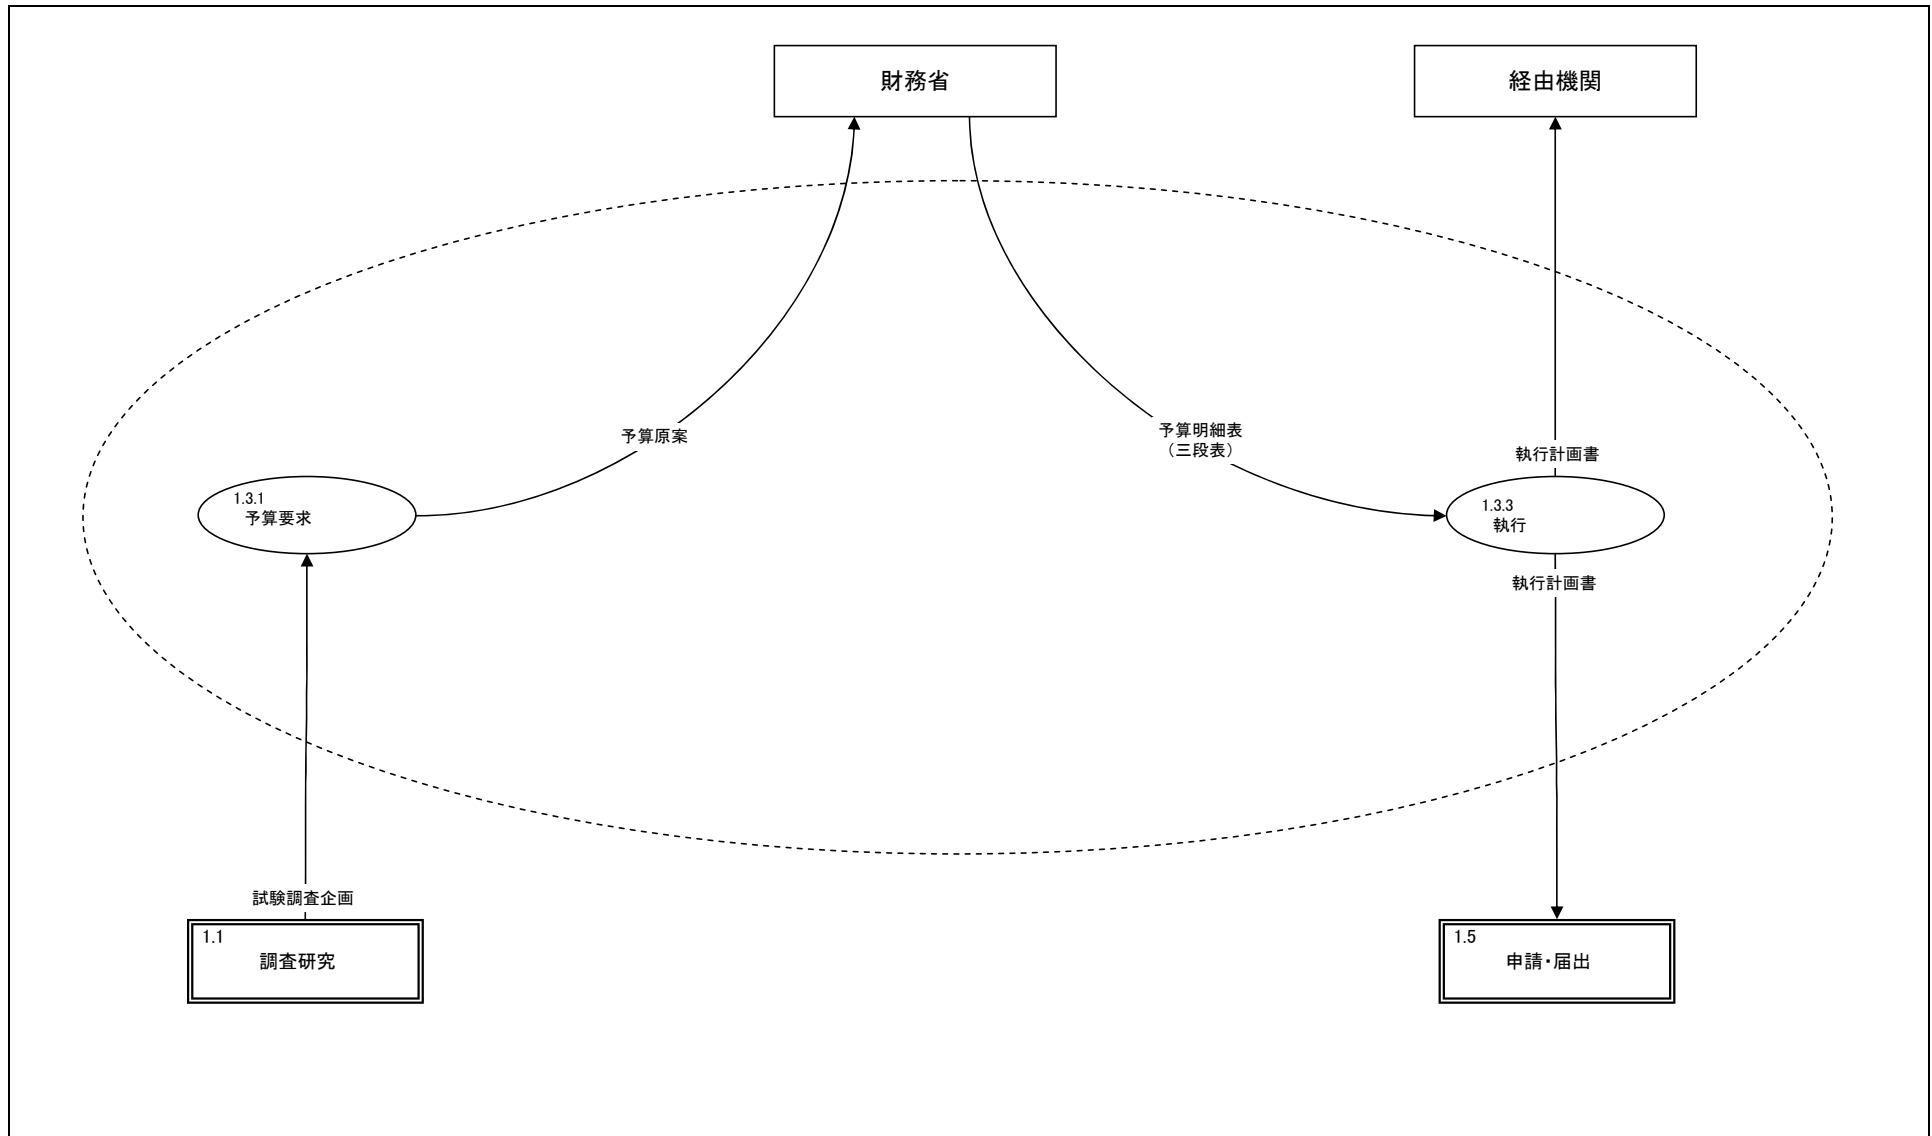 財務省
経由機関
予算原案
予算明細表
（三段表）
執行計画書
1.3.1
予算要求
1.3.3
執行
執行計画書
試験調査企画
1.1
調査研究
1.5
申請・届出